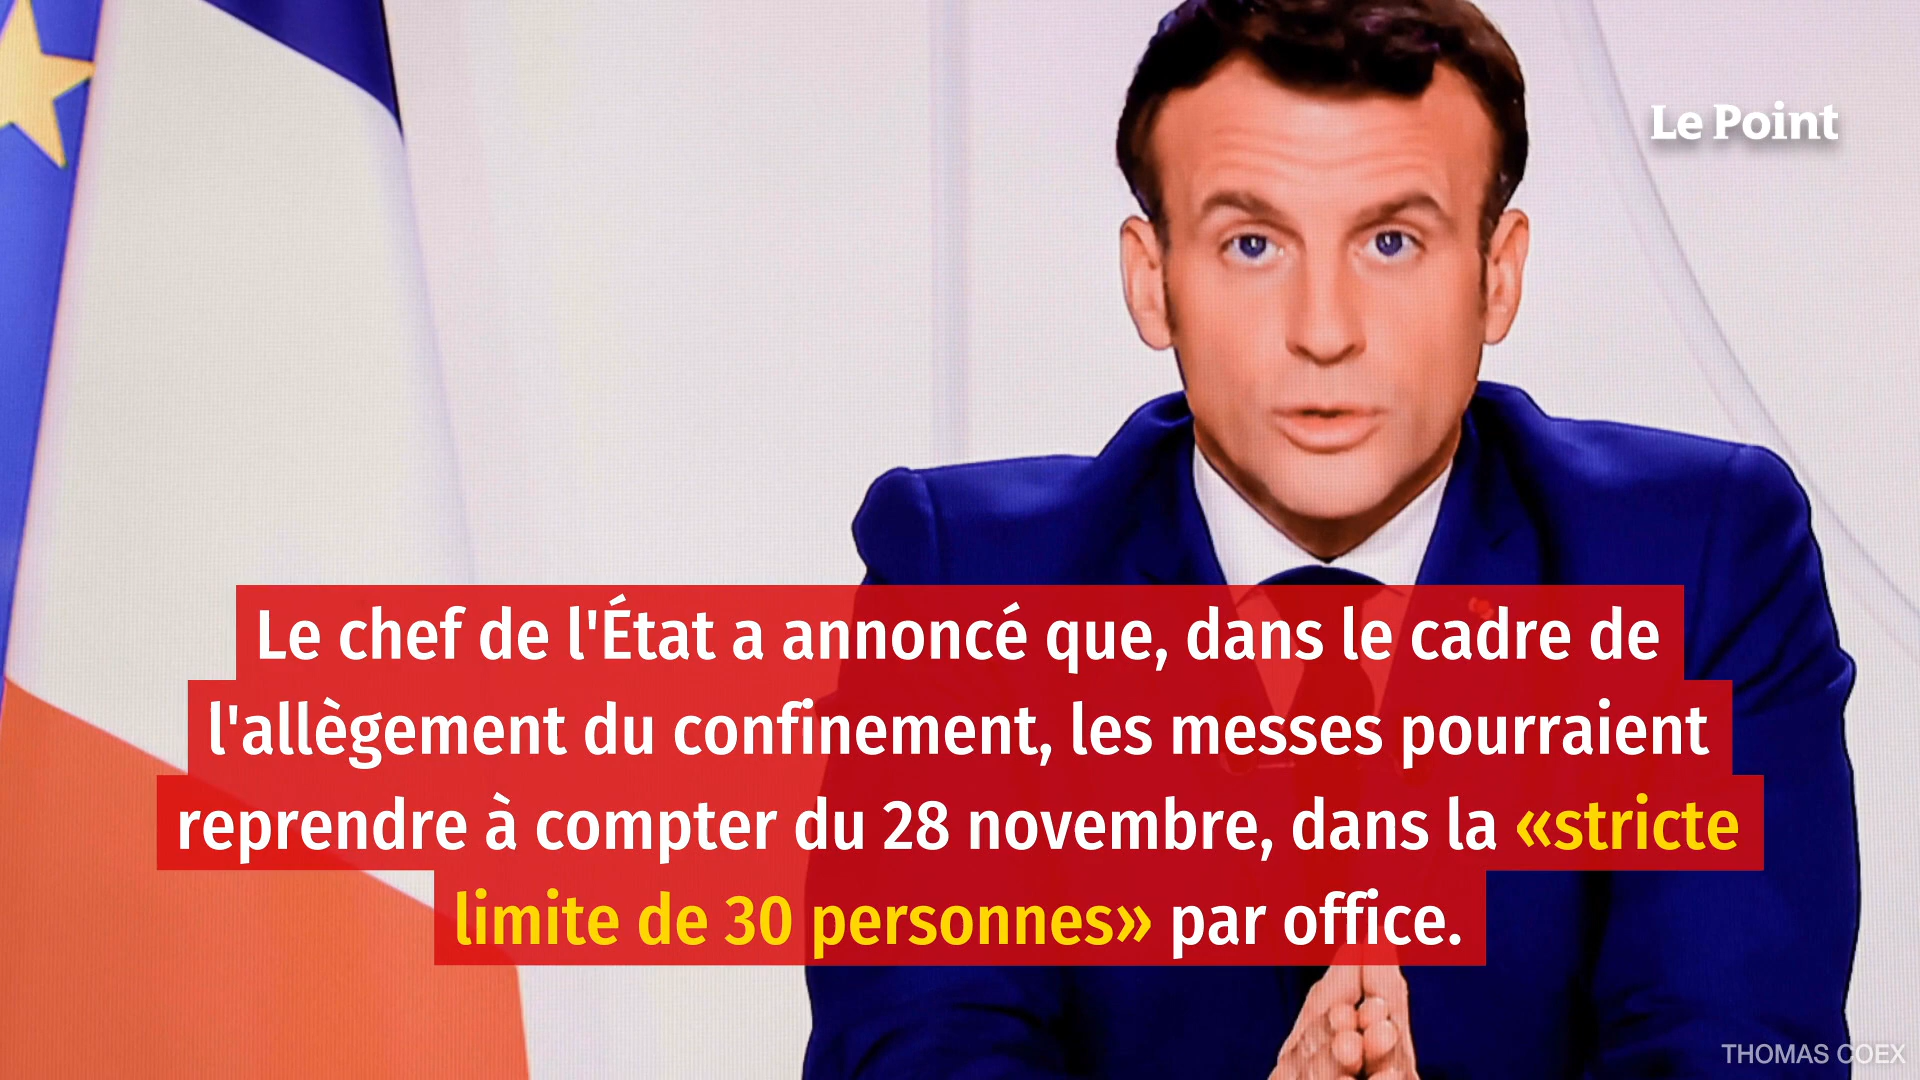 Le Point
Le chef de l'État a annoncé que, dans le cadre de
l'allègement du confinement, les messes pourraient
reprendre à compter du 28 novembre, dans la «stricte
limite de 30 personnes» par office.
THOMAS COEX